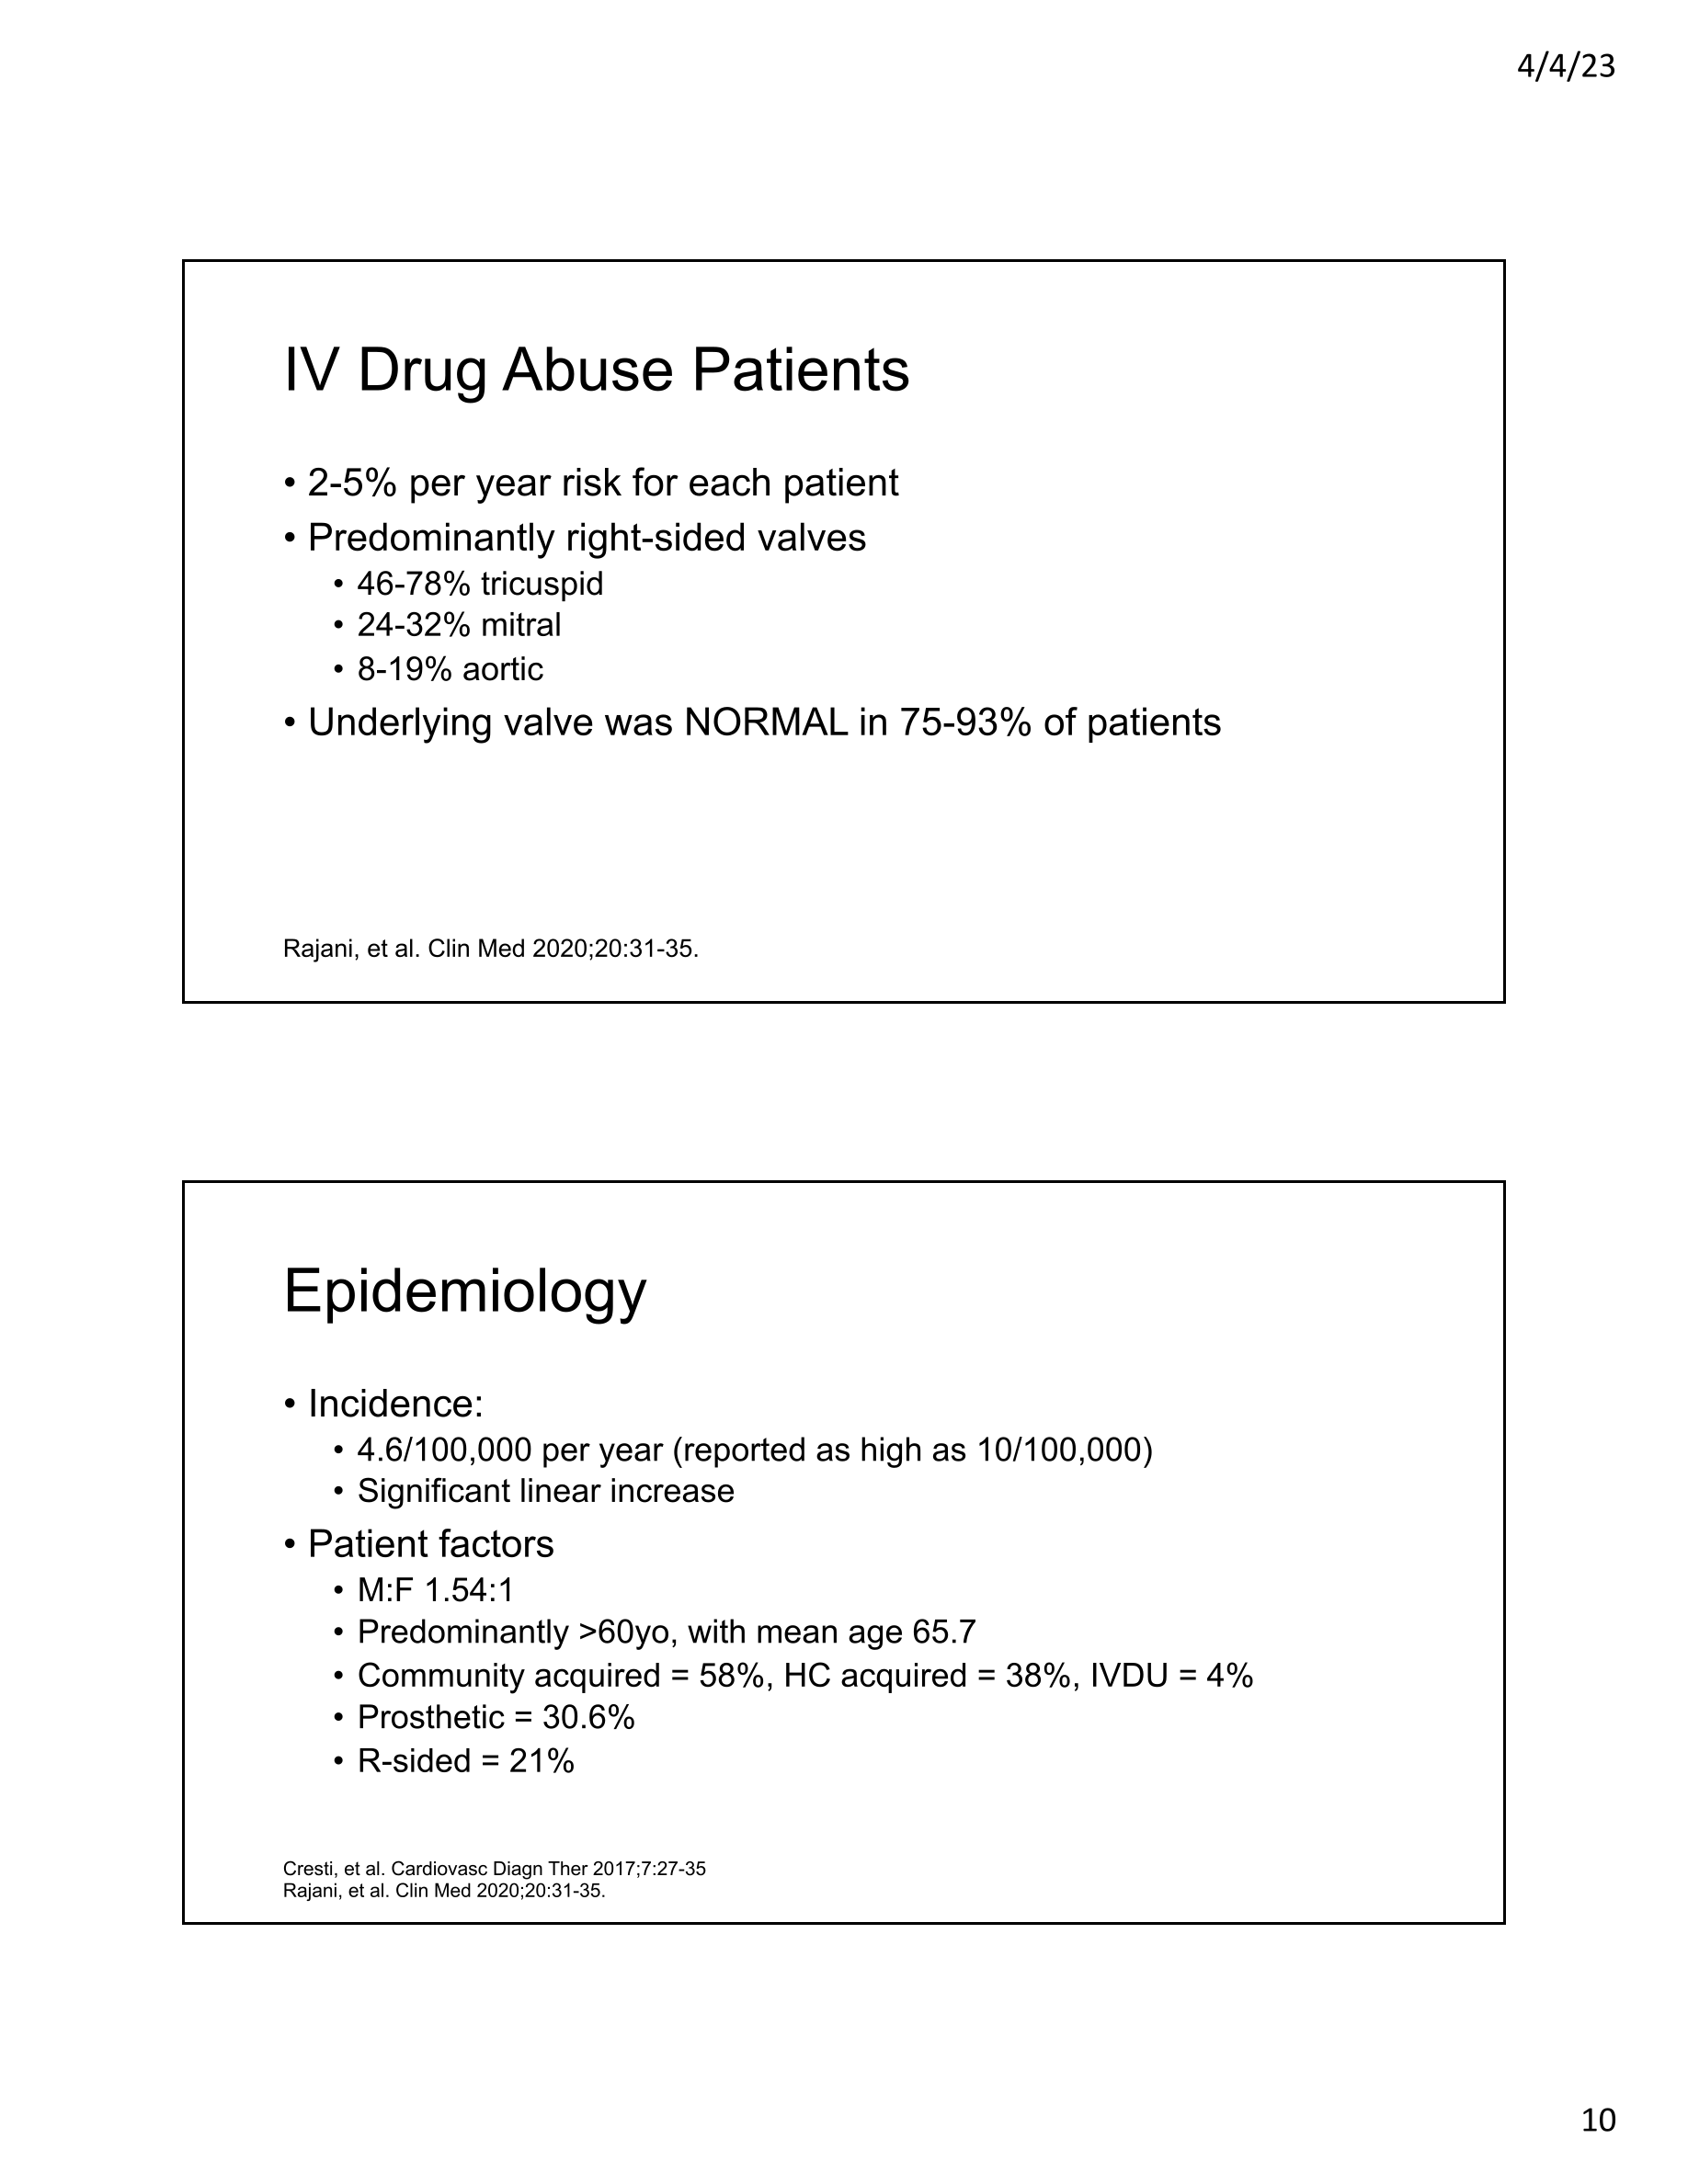 4/4/23
IV Drug Abuse Patients
• 2-5% per year risk for each patient
• Predominantly right-sided valves
• 46-78% tricuspid
• 24-32% mitral
• 8-19% aortic
• Underlying valve was NORMAL in 75-93% of patients
Rajani, et al. Clin Med 2020;20:31-35.
Epidemiology
• Incidence:
• 4.6/100,000 per year (reported as high as 10/100,000)
• Significant linear increase
• Patient factors
• M:F 1.54:1
• Predominantly >60yo, with mean age 65.7
• Community acquired = 58%, HC acquired = 38%, IVDU = 4%
• Prosthetic = 30.6%
• R-sided = 21%
Cresti, et al. Cardiovasc Diagn Ther 2017;7:27-35
Rajani, et al. Clin Med 2020;20:31-35.
10